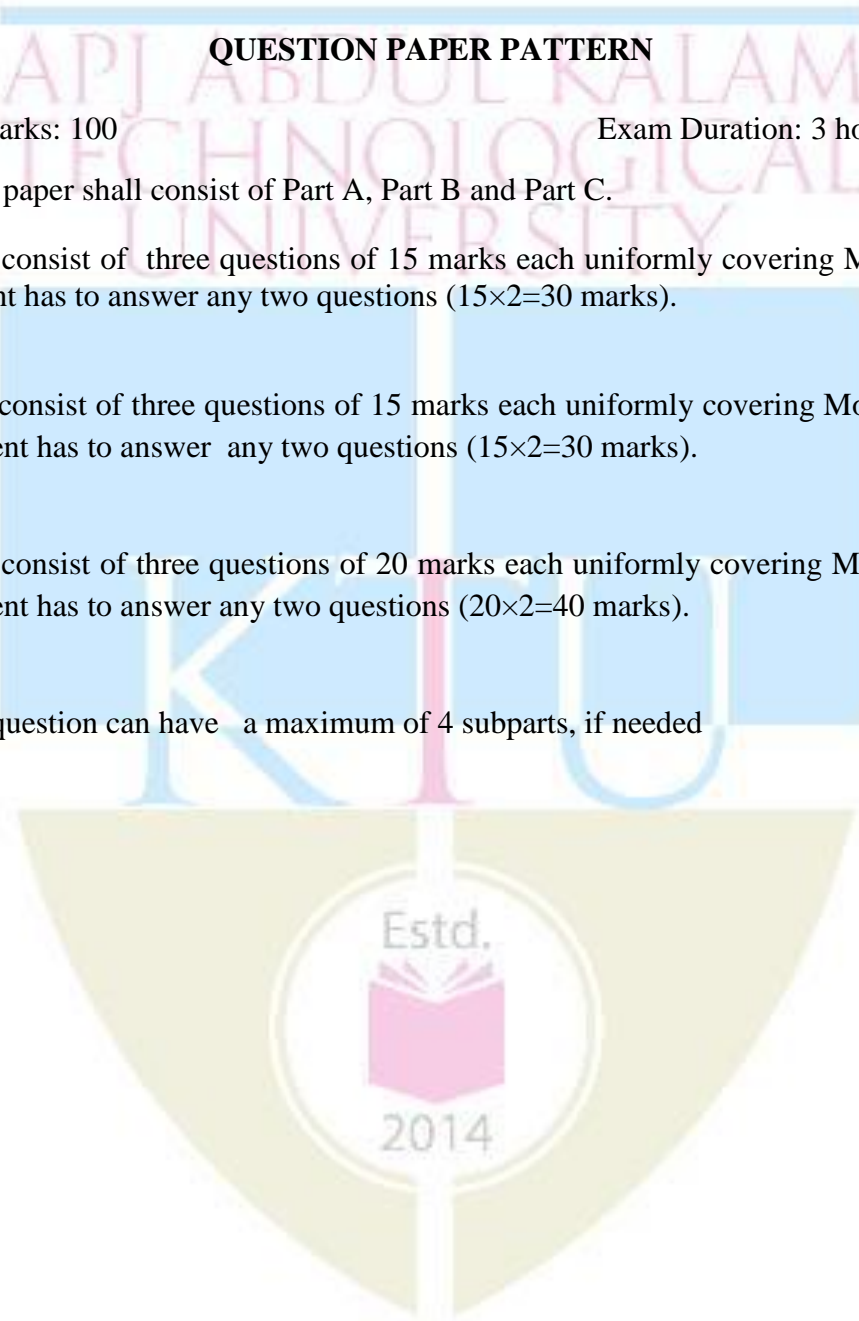 APJ ABDUL KALAM
QUESTION PAPER PATTERN
TECHNOLOGICAL
arks: 100 Exam Duration: 3 ho
paper shall consist of Part A, Part B and Part C.
UNIVERSITY
consist of three questions of 15 marks each uniformly covering M
nt has to answer any two questions (15×2=30 marks).
consist of three questions of 15 marks each uniformly covering Mo
ent has to answer any two questions (15×2=30 marks).
consist of three questions of 20 marks each uniformly covering M
ent has to answer any two questions (20×2=40 marks).
KTU
question can have a maximum of 4 subparts, if needed
Estd.
2014